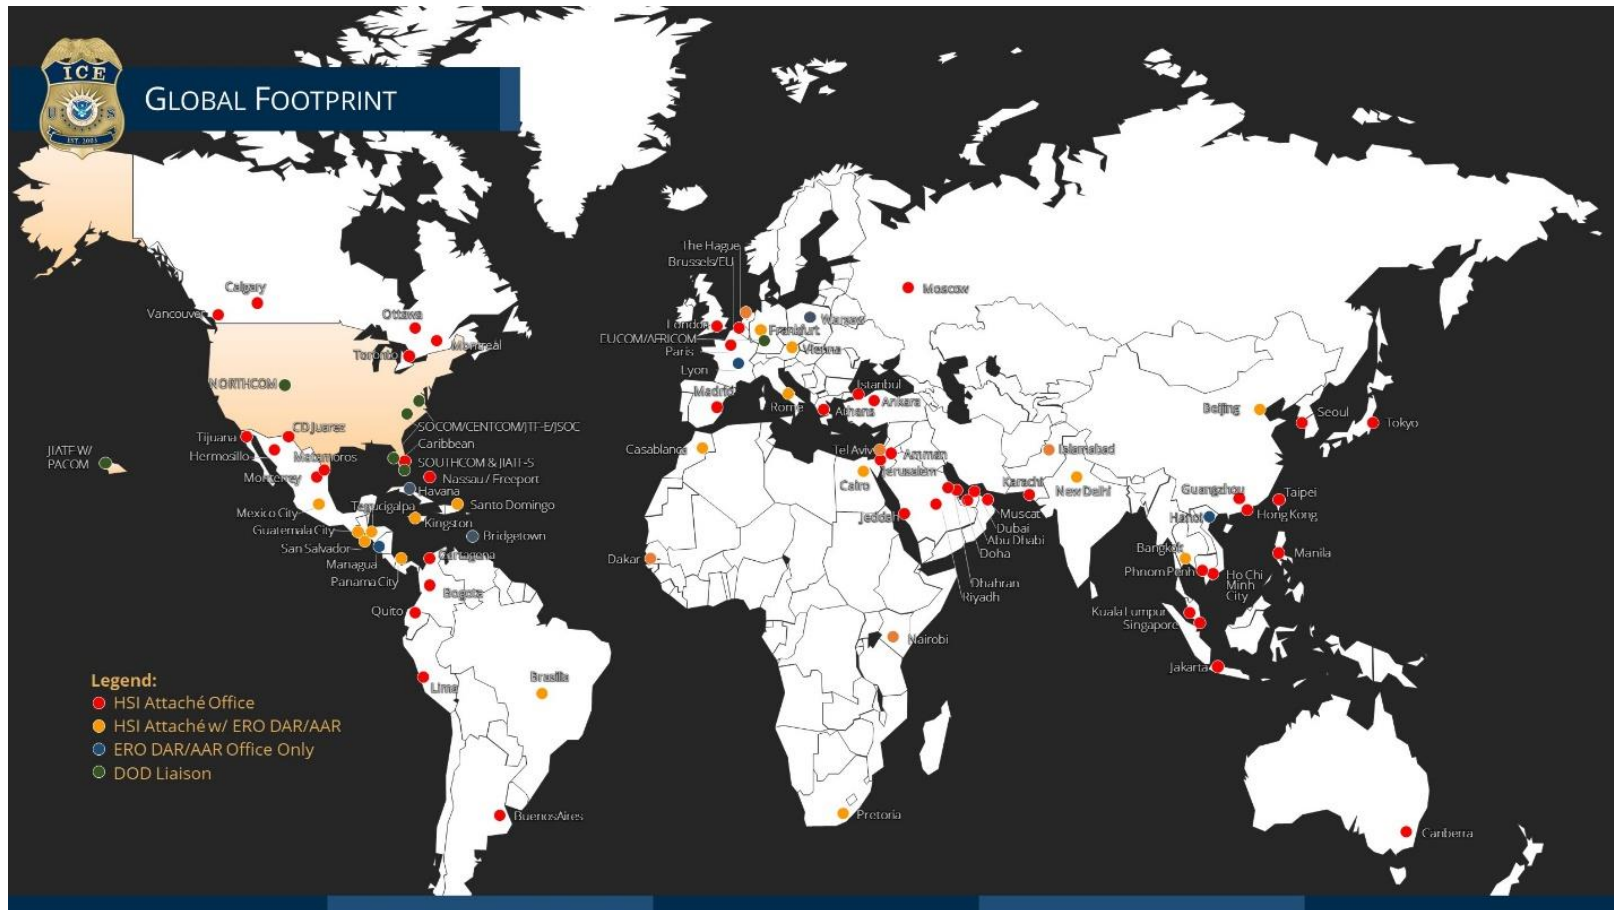 ICE
U S
EST. 2003
GLOBAL FOOTPRINT
The Hague
Brussels/EU
Moscow
Calgary
Vancouver
Ottawa
London
Frankfurt
Warsaw
EUCOM/AFRICOM
Montreal
Toronto
Paris
Vienna
Lyon
NORTHCOM
Madrid
Istanbul
Rome
Athens
Ankara
Beijing
Seoul
Tokyo
CD Juarez
SOCOM/CENTCOM/JTF-E/JSOC
Tijuana
Caribbean
JIATF W/
PACOM
Hermosillo
Matamoros
SOUTHCOM & JIATF-S
Casablanca
Tel Aviv
Amman
Islamabad
Jerusalem
Monterrey
Nassau / Freeport
Havana
Cairo
Karachi
New Delhi
Guangzhou
Taipei
Mexico City
Tegucigalpa
Santo Domingo
Jeddah
Muscat
Hanoi
Hong Kong
Kingston
Dubai
Guatemala City
Bridgetown
Abu Dhabi
San Salvador
Doha
Bangkok
Manila
Managua
Cartagena
Dakar
Panama City
Dhahran
Phnom Penh
Ho Chi
Minh
City
Bogota
Riyadh
Quito
Kuala Lumpur
Singapore
Nairobi
Jakarta
Brasilia
Lima
Legend:
HSI Attaché Office
HSI Attaché w/ ERO DAR/AAR
ERO DAR/AAR Office Only
DOD Liaison
Buenos Aires
Pretoria
Canberra